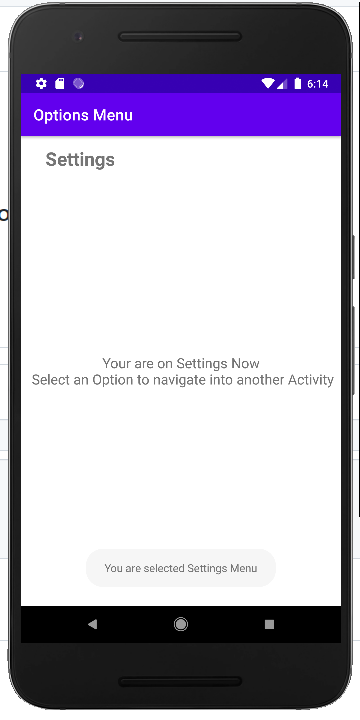 6:14
Options Menu
Settings
Your are on Settings Now
Select an Option to navigate into another Activity
You are selected Settings Menu